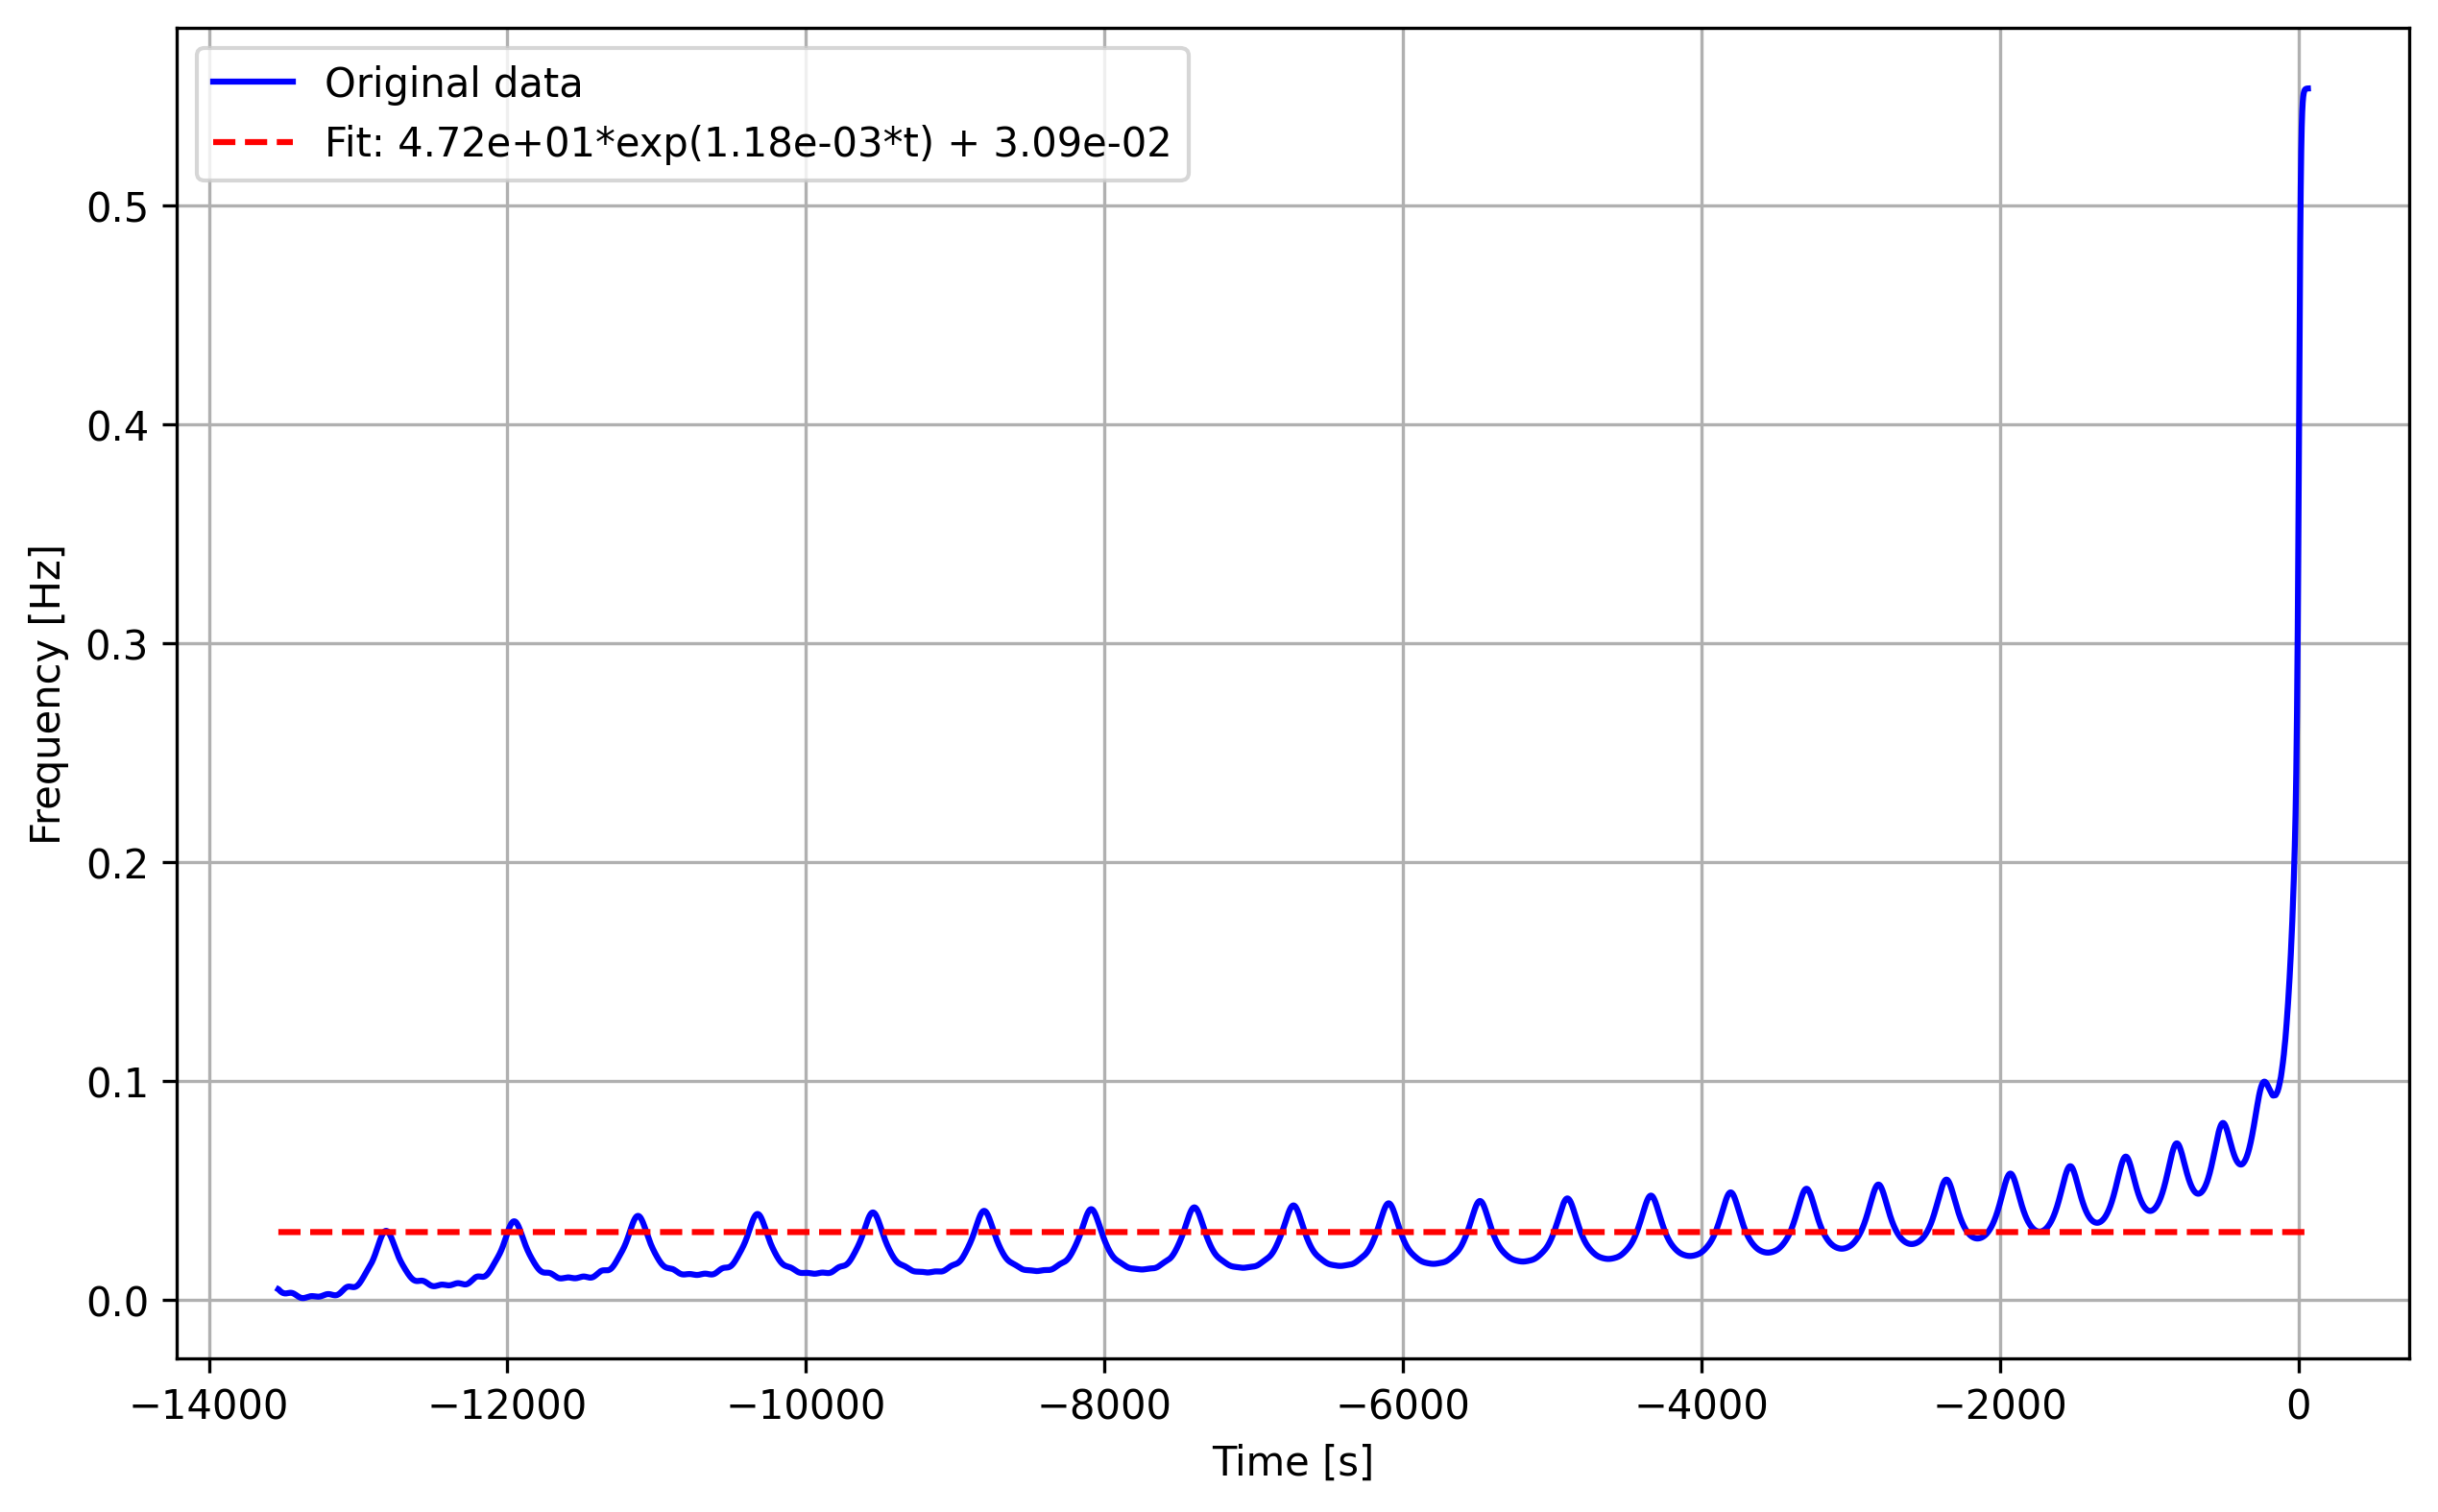 Original data
Fit: 4.72e+01*exp(1.18e-03*t) + 3.09e-02
Frequency [Hz]
0.5
0.4
0.3
0.2
0.1
0.0
−14000 −12000 −10000 −8000 −6000 −4000 −2000 0
Time [s]